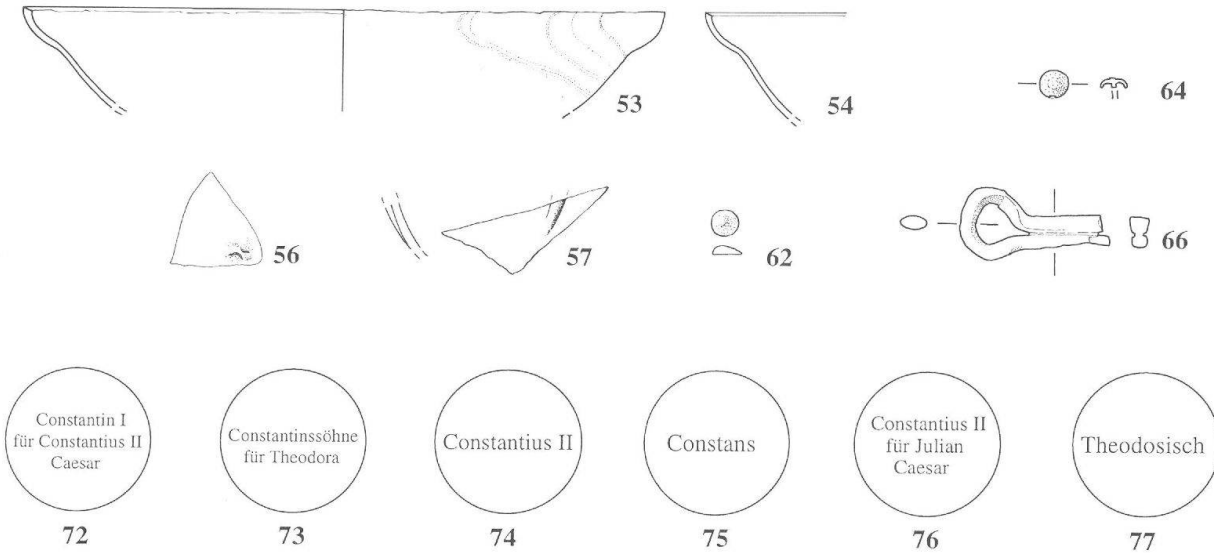 53
54
64
56
57
62
66
Constantin I
für Constantius II
Caesar
Constantinssöhne
für Theodora
Constantius II
Constans
Constantius II
für Julian
Caesar
Theodosisch
72
73
74
75
76
77